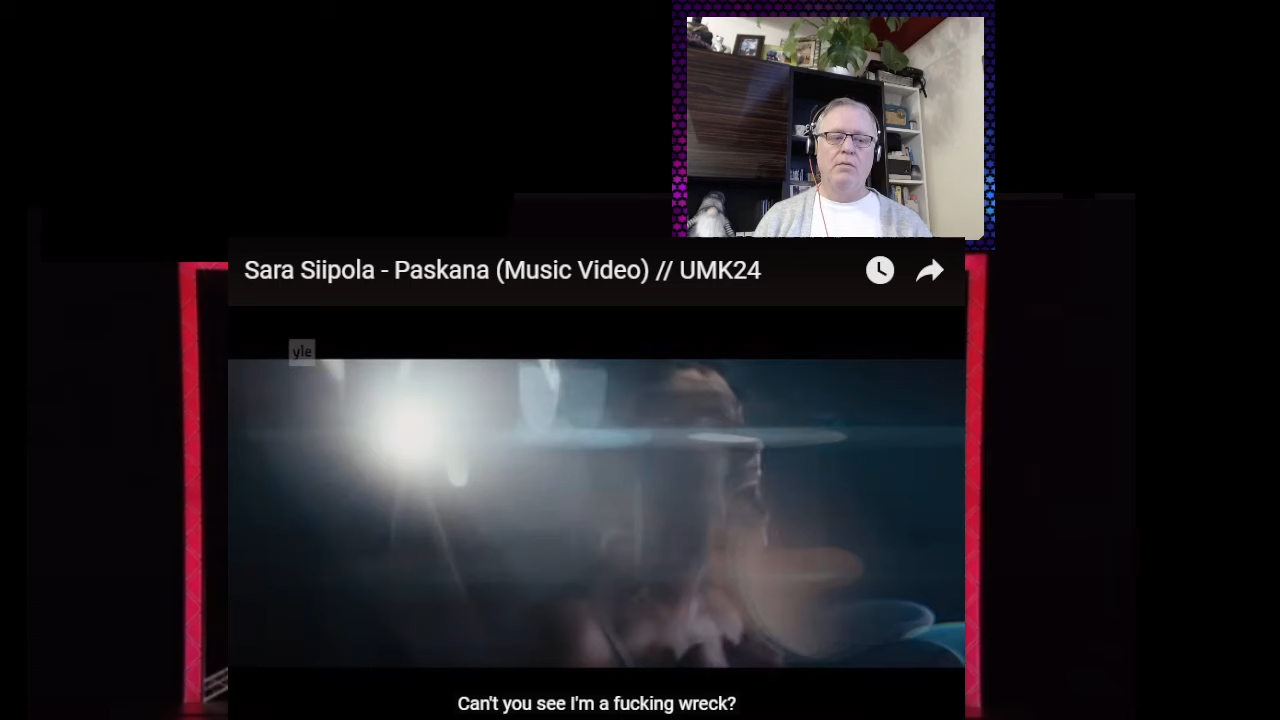 Sara Siipola - Paskana (Music Video) // UMK24
yle
Can't you see I'm a fucking wreck?